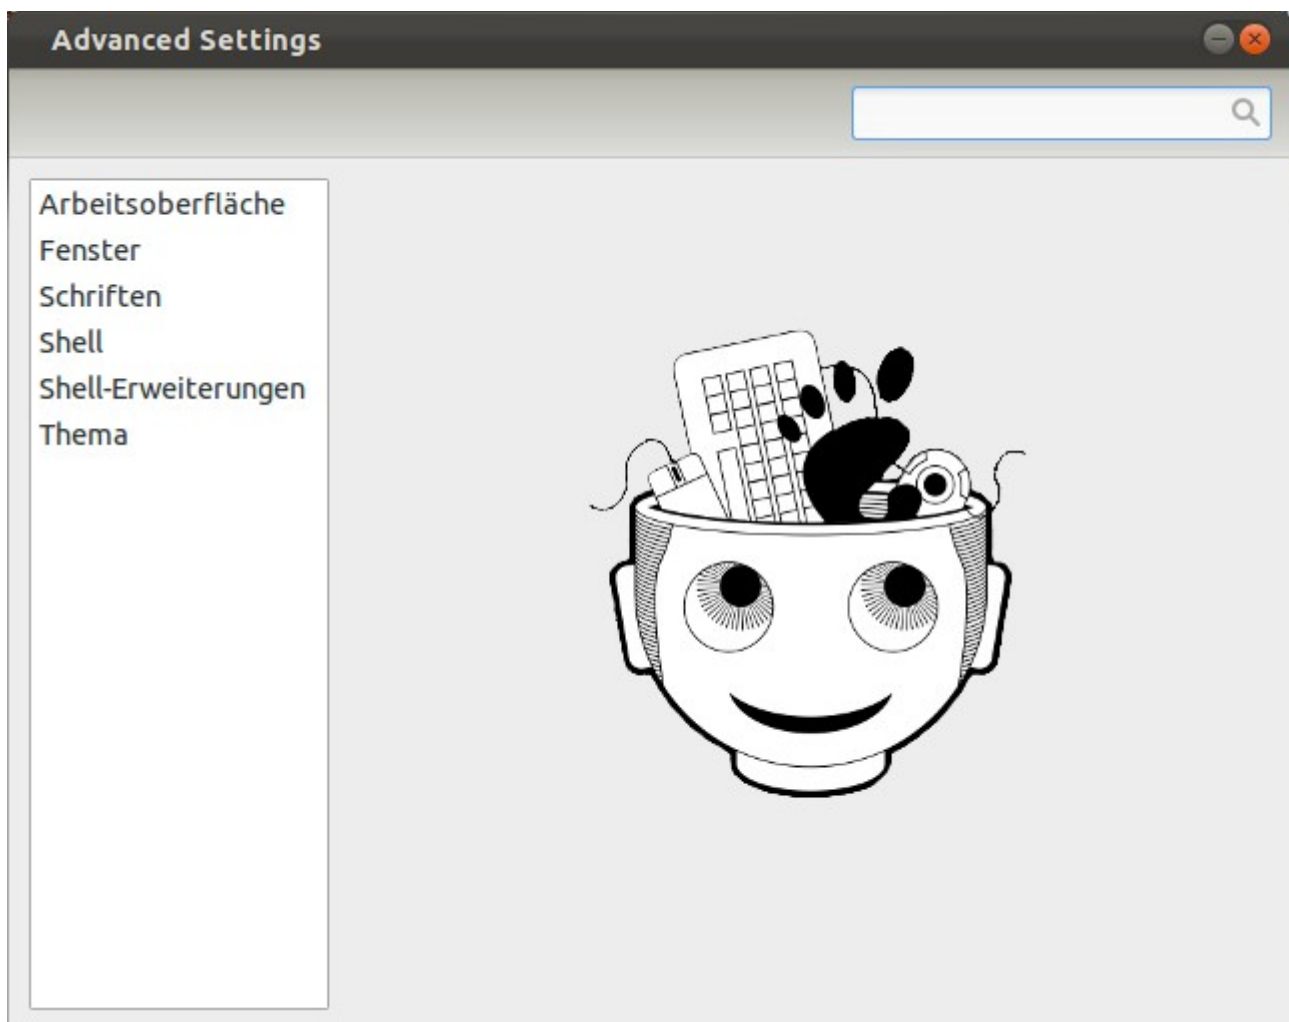 Advanced Settings
Arbeitsoberfläche
Fenster
Schriften
Shell
Shell-Erweiterungen
Thema